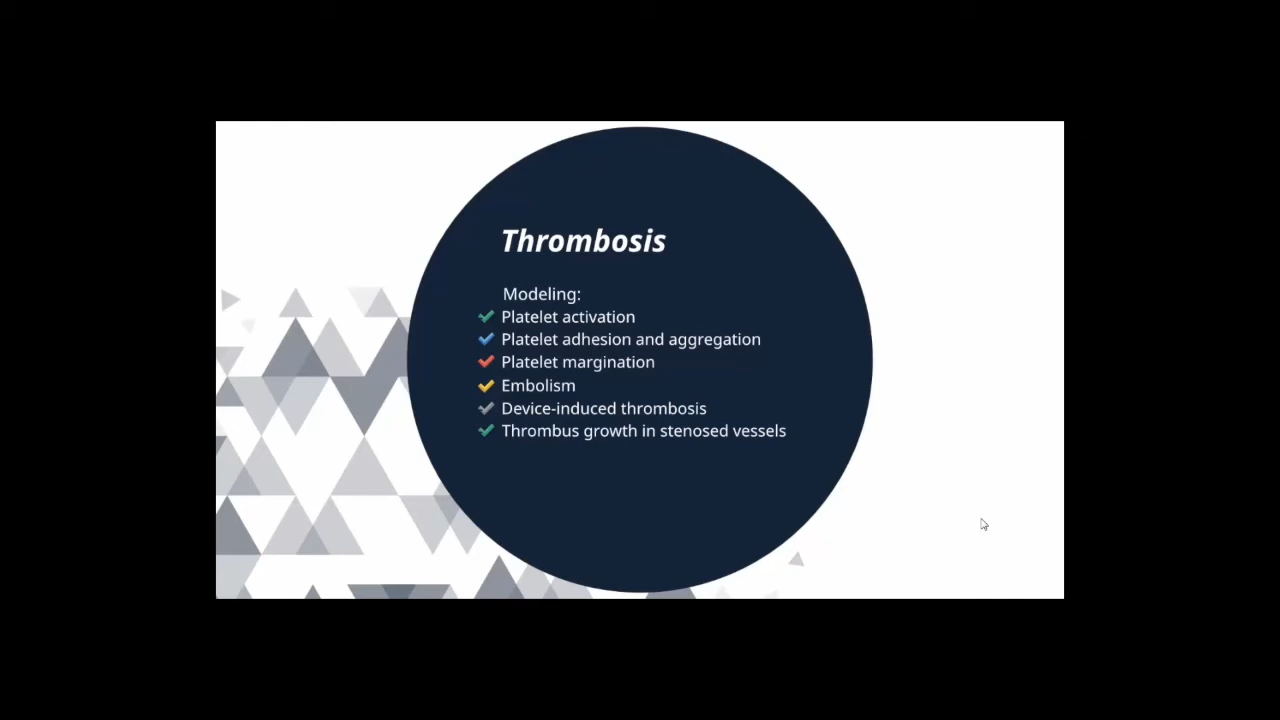 Thrombosis
Modeling:
Platelet activation
Platelet adhesion and aggregation
Platelet margination
Embolism
Device-induced thrombosis
Thrombus growth in stenosed vessels